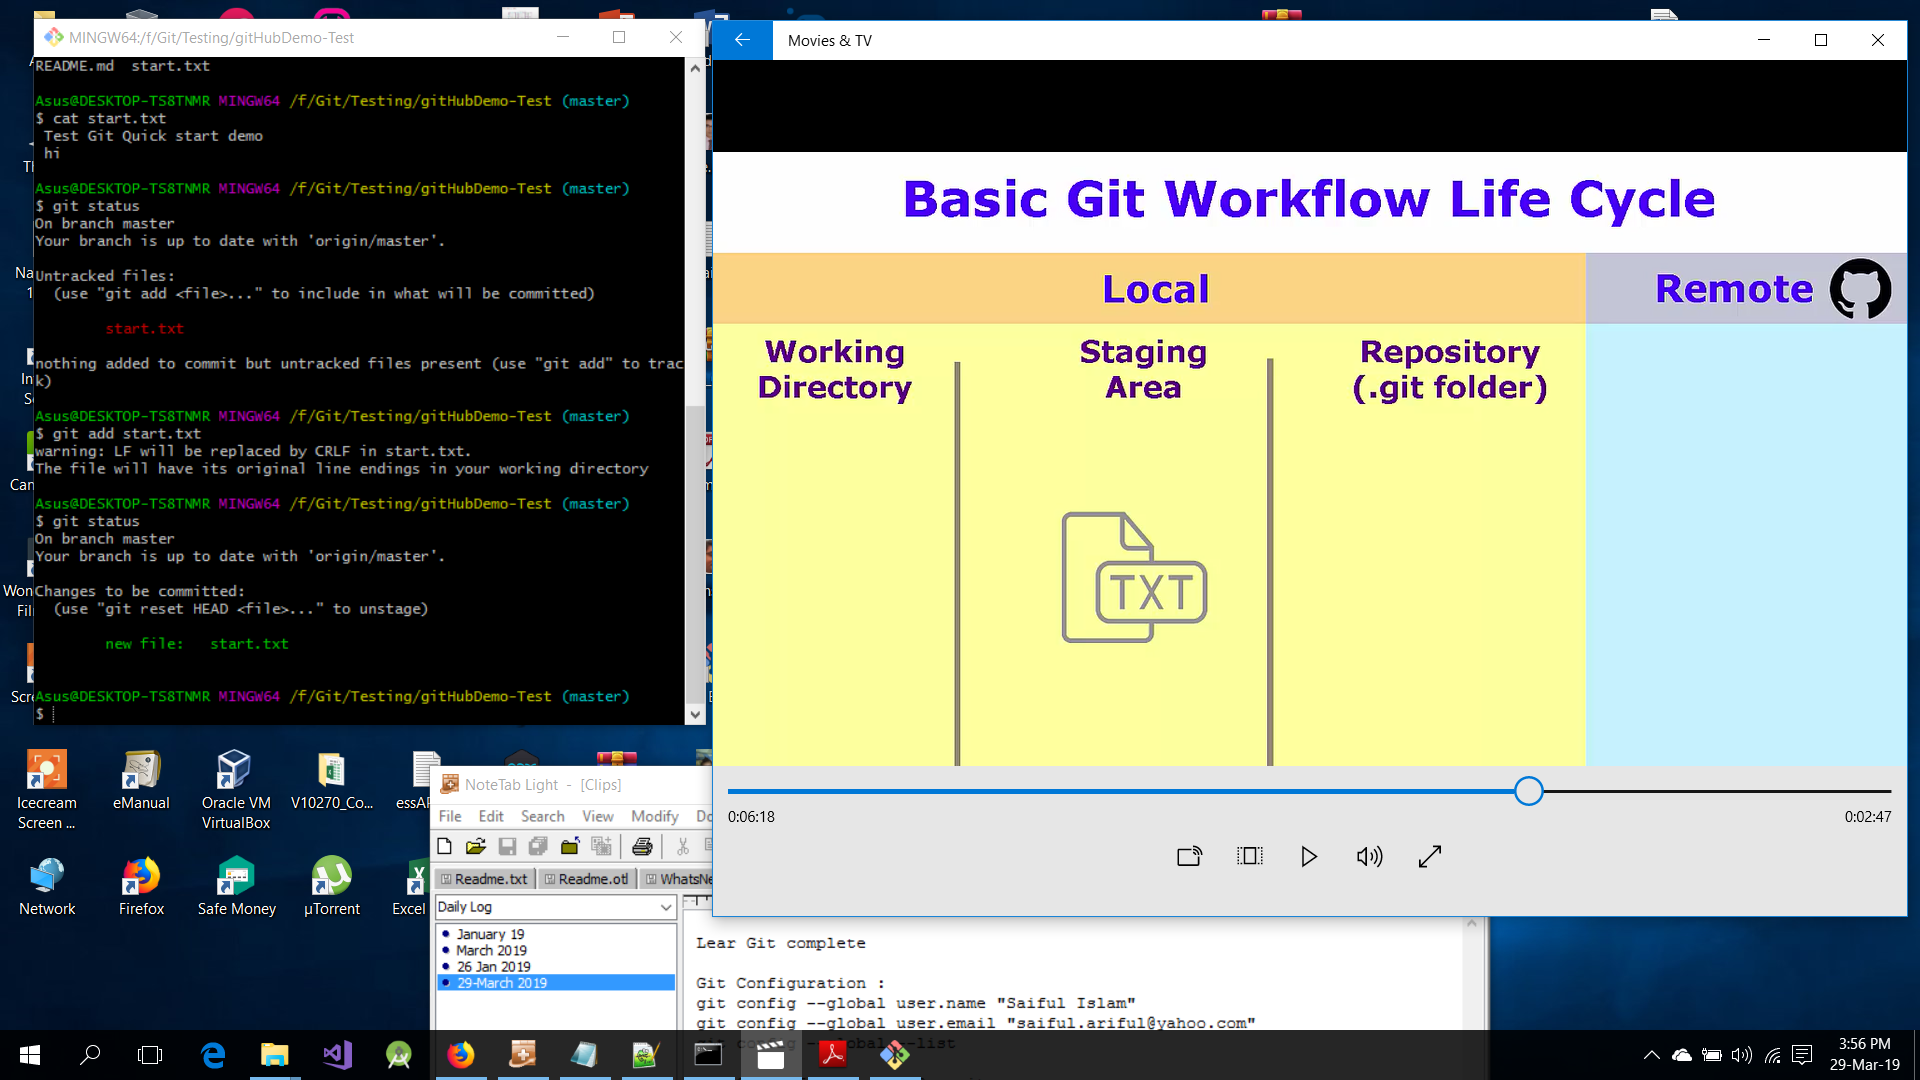 MINGW64:/f/Git/Testing/gitHubDemo-Test
README.md  start.txt
Asus@DESKTOP-TS8TNMR MINGW64 /f/Git/Testing/gitHubDemo-Test (master)
$ cat start.txt
Test Git Quick start demo
hi
Asus@DESKTOP-TS8TNMR MINGW64 /f/Git/Testing/gitHubDemo-Test (master)
$ git status
On branch master
Your branch is up to date with 'origin/master'.
Untracked files:
(use "git add <file>..." to include in what will be committed)
start.txt
nothing added to commit but untracked files present (use "git add" to trac
k)
Asus@DESKTOP-TS8TNMR MINGW64 /f/Git/Testing/gitHubDemo-Test (master)
$ git add start.txt
warning: LF will be replaced by CRLF in start.txt.
The file will have its original line endings in your working directory
Asus@DESKTOP-TS8TNMR MINGW64 /f/Git/Testing/gitHubDemo-Test (master)
$ git status
On branch master
Your branch is up to date with 'origin/master'.
Changes to be committed:
(use "git reset HEAD <file>..." to unstage)
new file:   start.txt
Asus@DESKTOP-TS8TNMR MINGW64 /f/Git/Testing/gitHubDemo-Test (master)
$
Movies & TV
Basic Git Workflow Life Cycle
Local
Remote
Working Directory
Staging Area
Repository (.git folder)
TXT
0:06:18
0:02:47
Icecream Screen ...
eManual
Oracle VM VirtualBox
V10270_Co...
Network
Firefox
Safe Money
µTorrent
Excel
NoteTab Light - [Clips]
File Edit Search View Modify
Readme.txt Readme.otl
Daily Log
January 19
March 2019
26 Jan 2019
29-March 2019
Lear Git complete
Git Configuration :
git config --global user.name "Saiful Islam"
git config --global user.email "saiful.ariful@yahoo.com"
git config --global --list
3:56 PM
29-Mar-19